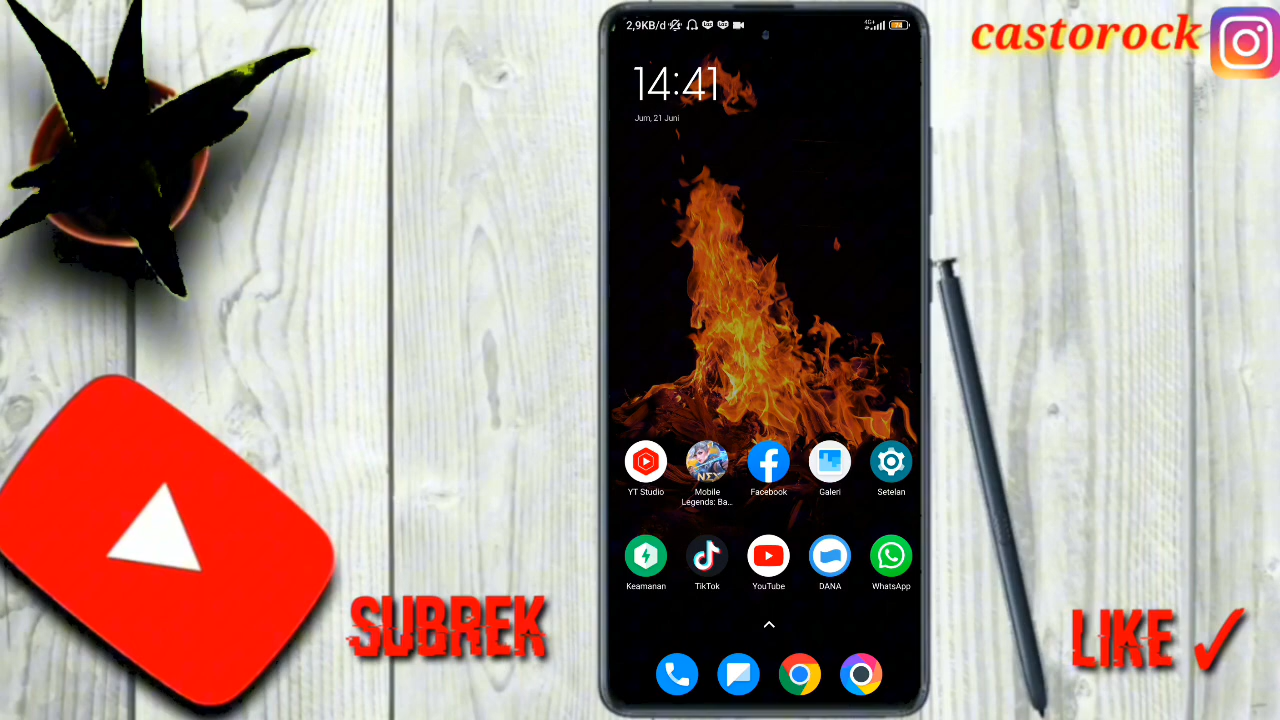 castorock
2,9KB/d
4G+
14:41
Jum, 21 Juni
YT Studio
Mobile
Legends: Ba...
Facebook
Galeri
Setelan
Keamanan
TikTok
YouTube
DANA
WhatsApp
SUBREK
LIKE ✓